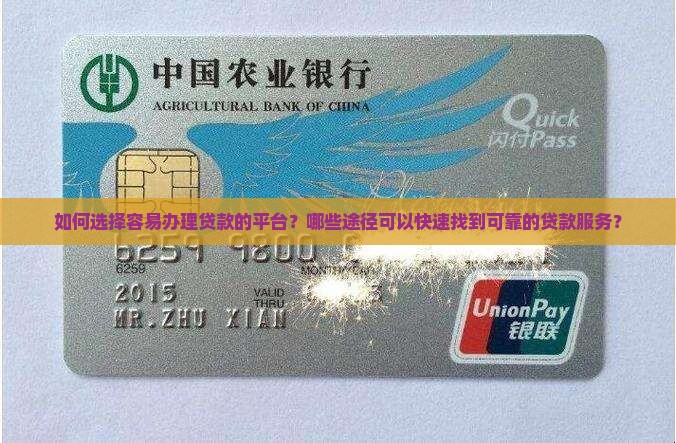 中国农业银行
AGRICULTURAL BANK OF CHINA
Quick
闪付Pass
如何选择容易办理贷款的平台？哪些途径可以快速找到可靠的贷款服务？
6259 9800
6259
MONTH/
2015
VALID
THRU
MR.ZHU XIAN
UnionPay
银联